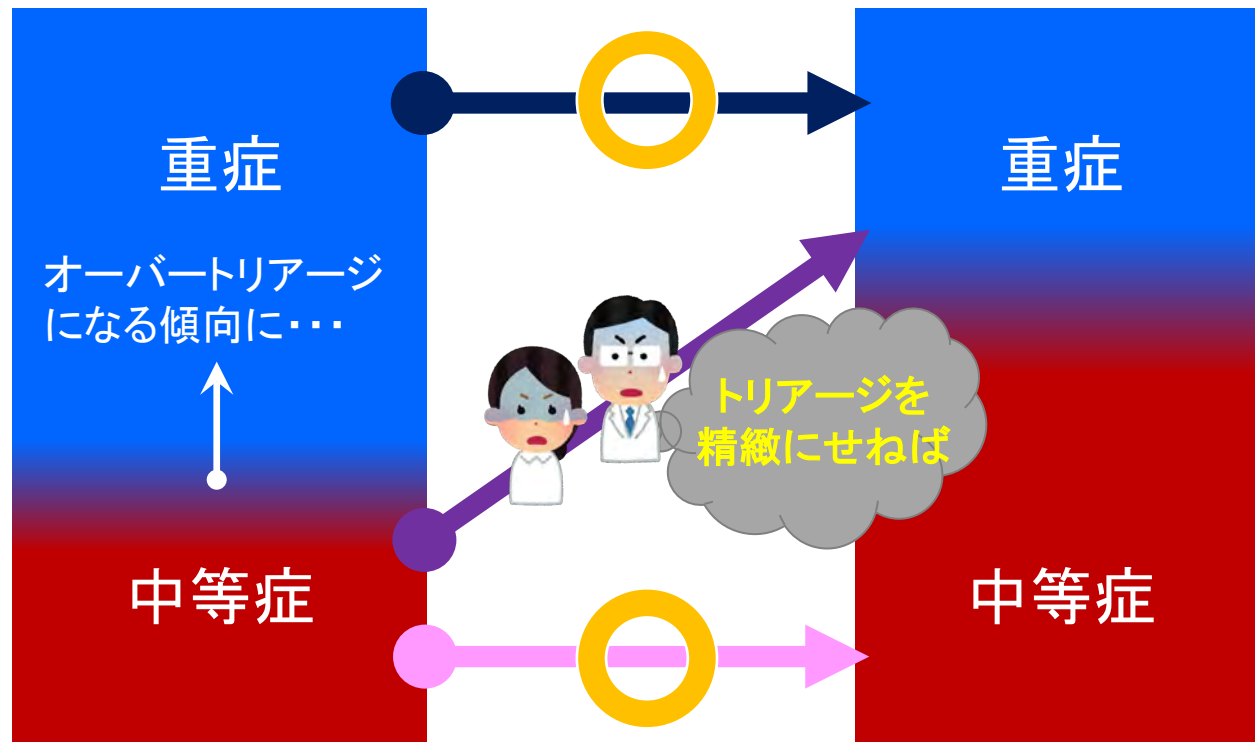 重症
オーバートリアージ
になる傾向に・・・
中等症
トリアージを
精緻にせねば
重症
中等症